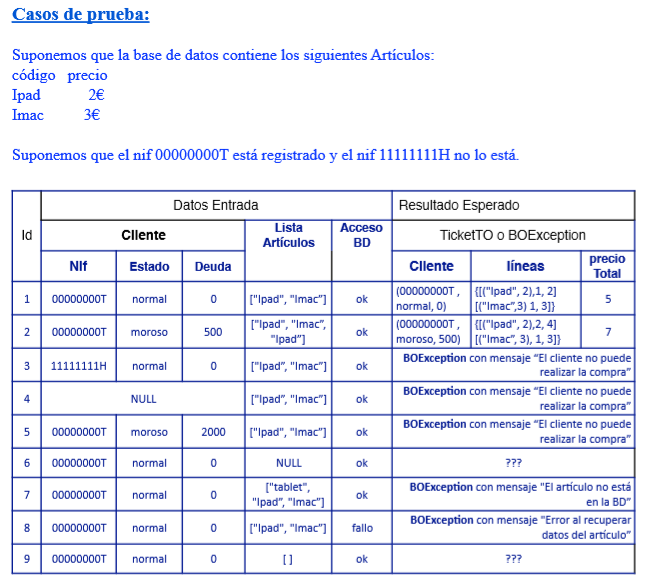 Casos de prueba:
Suponemos que la base de datos contiene los siguientes Artículos:
código precio
Ipad 2€
Imac 3€
Suponemos que el nif 00000000T está registrado y el nif 11111111H no lo está.
Id Datos Entrada Resultado Esperado
Cliente Lista Artículos Acceso BD TicketTO o BOException
Nif Estado Deuda Cliente líneas precio Total
1 00000000T normal 0 ["Ipad", "Imac"] ok (00000000T , normal, 0) {[("Ipad", 2),1, 2] [("Imac",3) 1, 3]} 5
2 00000000T moroso 500 ["Ipad", "Imac", "Ipad"] ok (00000000T , moroso, 500) {[("Ipad", 2),2, 4] [("Imac", 3), 1, 3]} 7
3 11111111H normal 0 ["Ipad", "Imac"] ok BOException con mensaje "El cliente no puede realizar la compra"
4 NULL ["Ipad", "Imac"] ok BOException con mensaje "El cliente no puede realizar la compra"
5 00000000T moroso 2000 ["Ipad", "Imac"] ok BOException con mensaje "El cliente no puede realizar la compra"
6 00000000T normal 0 NULL ok ???
7 00000000T normal 0 ["tablet", "Ipad", "Imac"] ok BOException con mensaje "El artículo no está en la BD"
8 00000000T normal 0 ["Ipad", "Imac"] fallo BOException con mensaje "Error al recuperar datos del artículo"
9 00000000T normal 0 [ ] ok ???